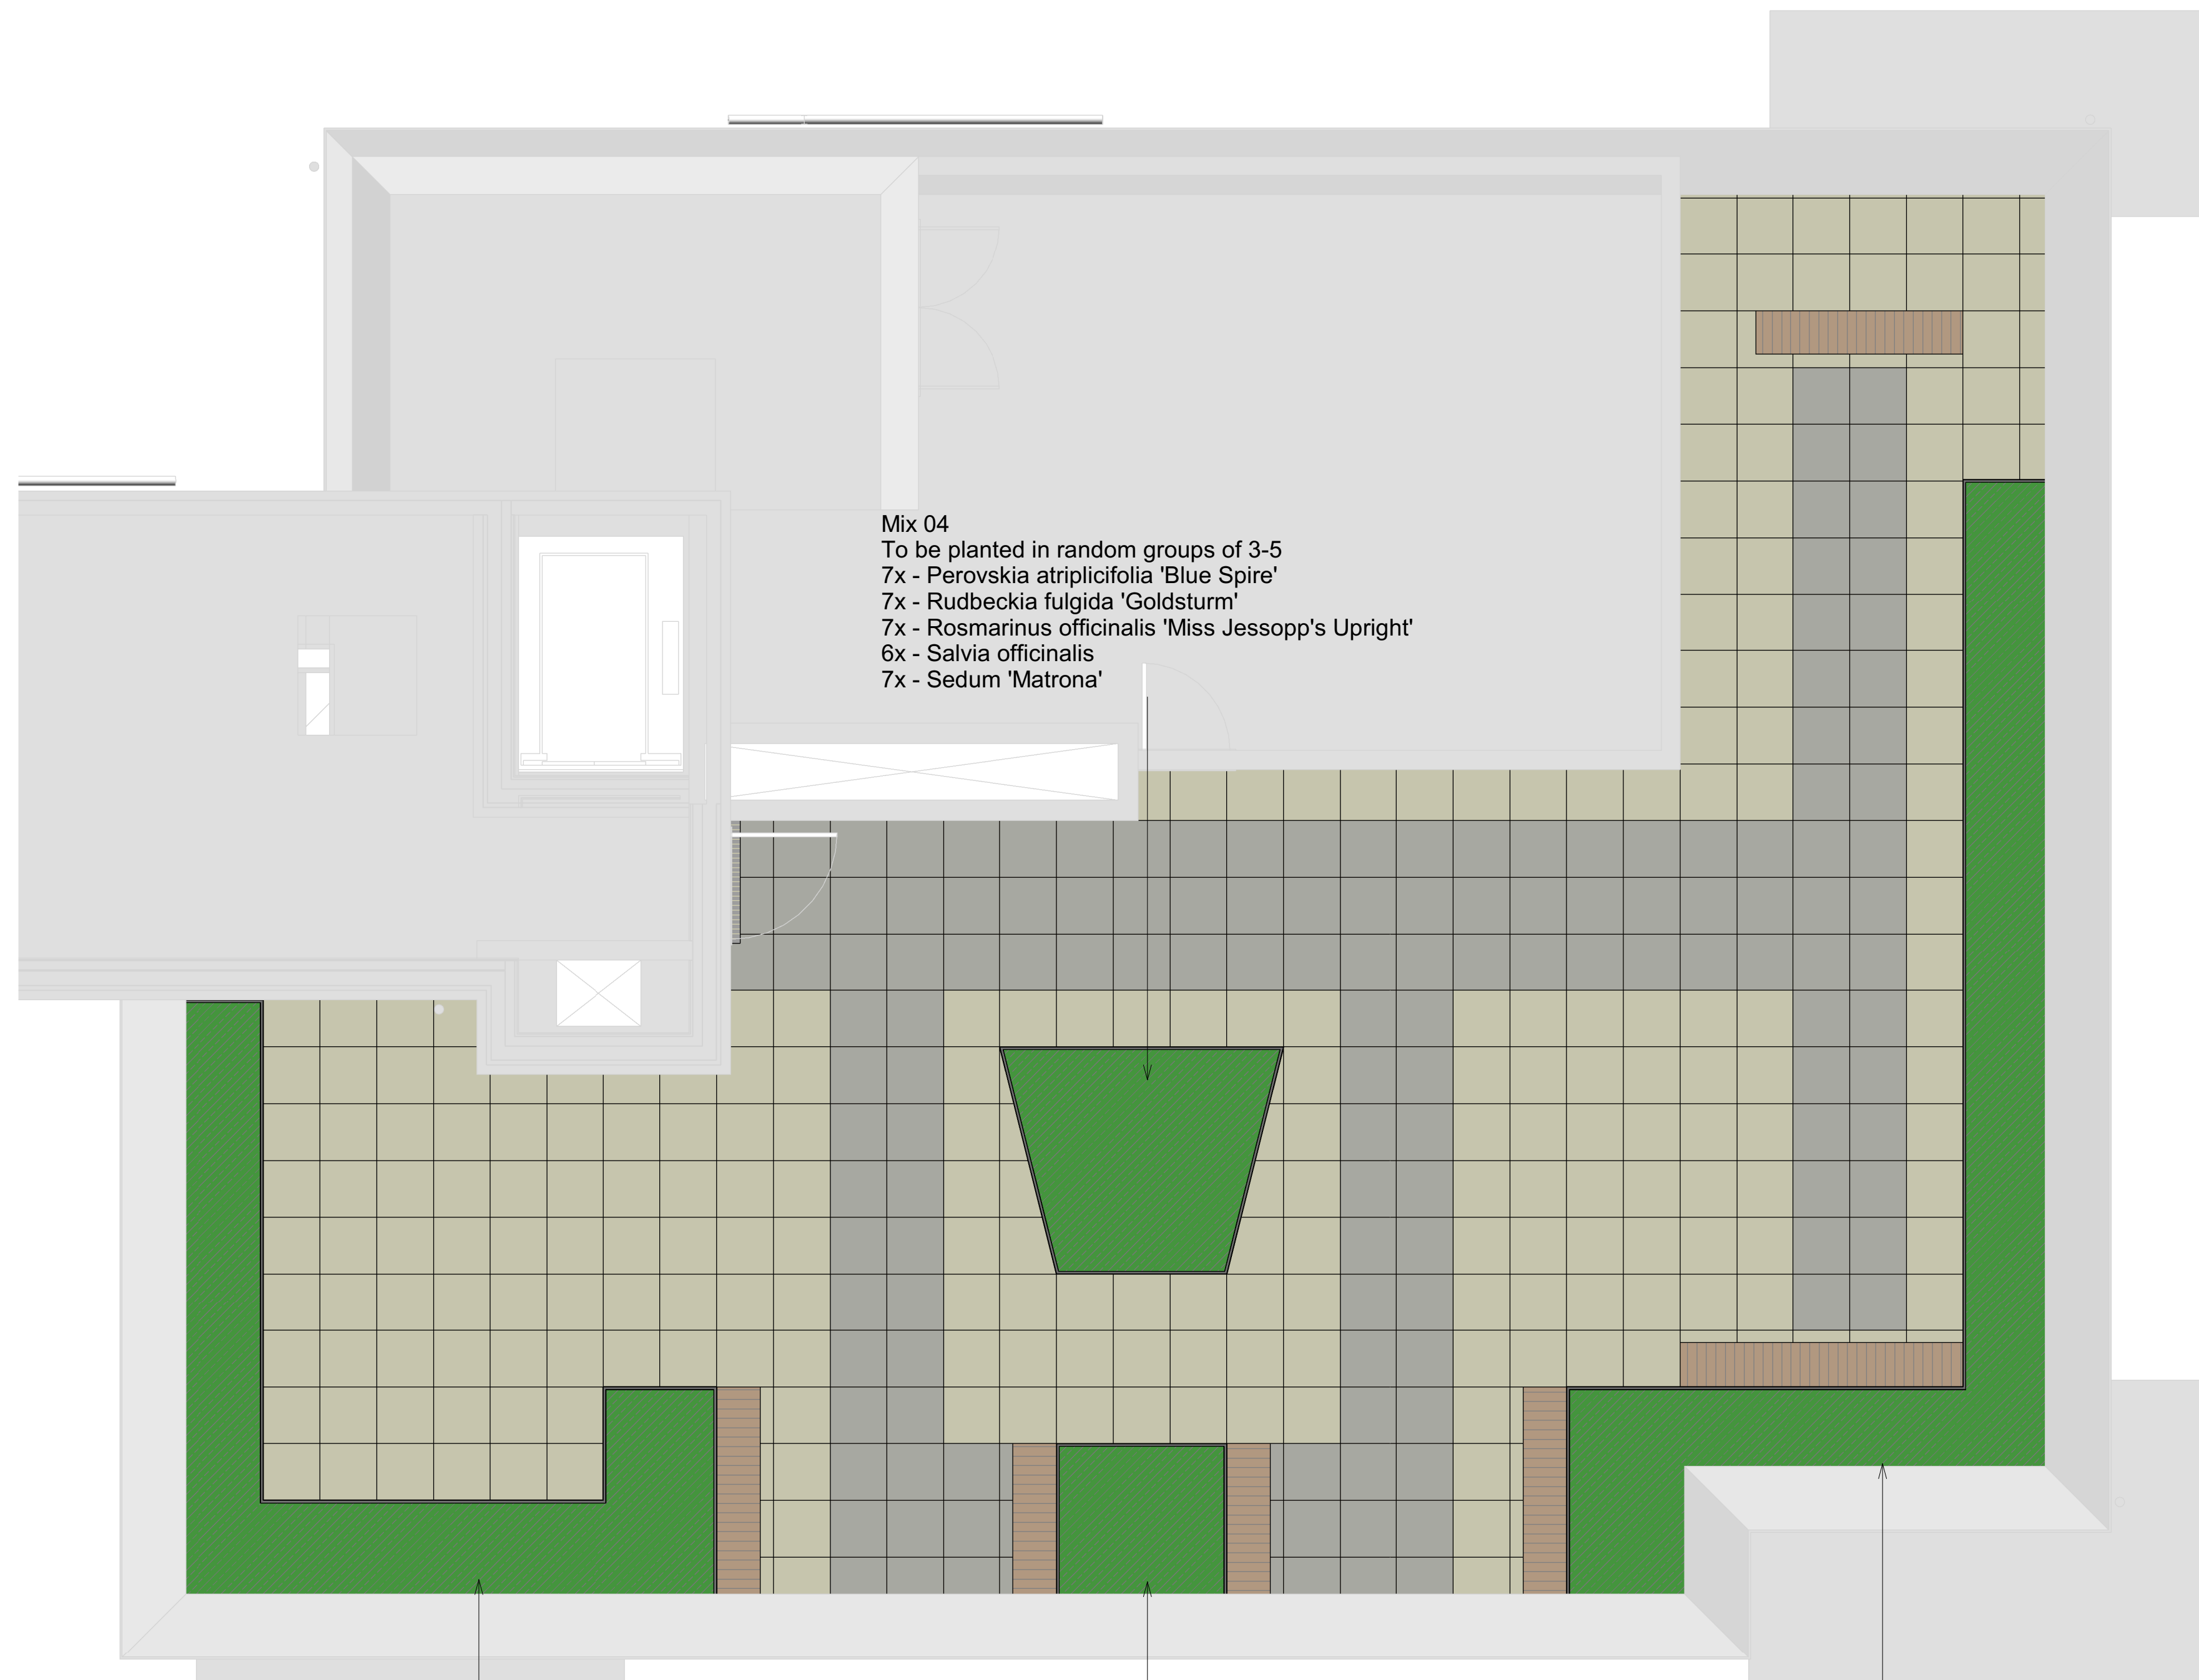 Mix 04
To be planted in random groups of 3-5
7x - Perovskia atriplicifolia 'Blue Spire'
7x - Rudbeckia fulgida 'Goldsturm'
7x - Rosmarinus officinalis 'Miss Jessopp's Upright'
6x - Salvia officinalis
7x - Sedum 'Matrona'